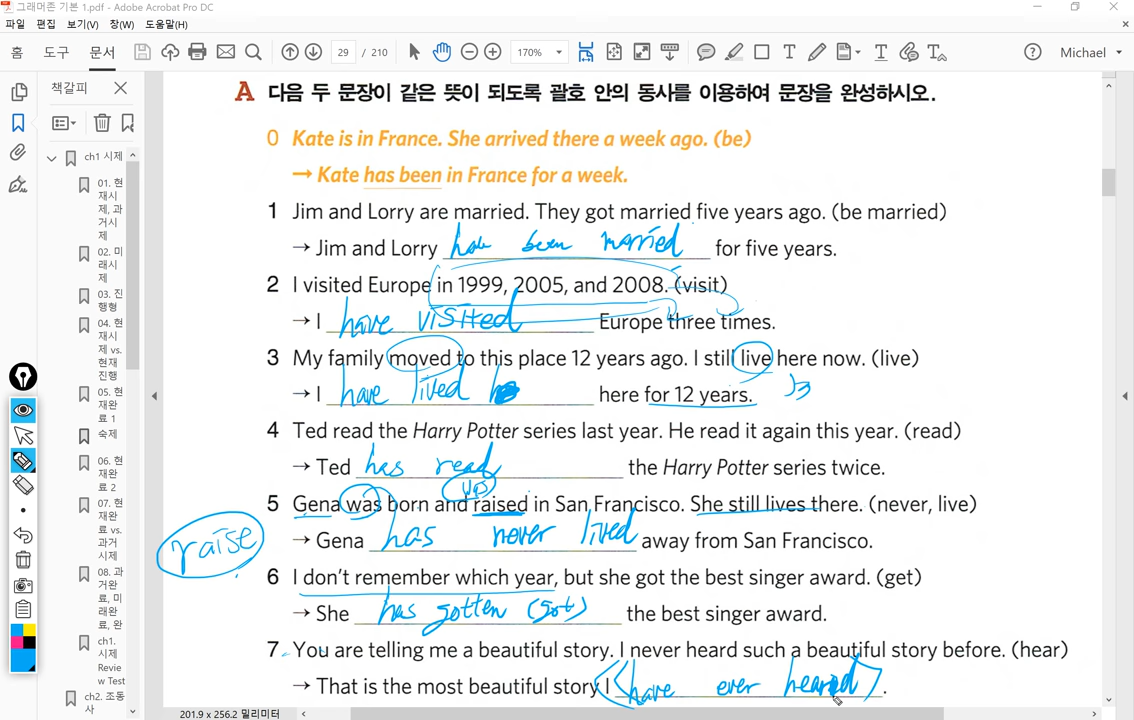 그래머존 기본 1.pdf - Adobe Acrobat Pro DC
파일 편집 보기(V) 창(W) 도움말(H)
홈 도구 문서 29 / 210 170% Michael
책갈피
ch1 시제
01. 현재시제, 과거시제
02. 미래시제
03. 진행형
04. 현재시제 vs. 현재진행
05. 현재완료 1
숙제
06. 현재완료 2
07. 현재완료 vs. 과거시제
08. 과거완료, 미래완료, 완
ch1. 시제 Review Test
ch2. 조동사
A 다음 두 문장이 같은 뜻이 되도록 괄호 안의 동사를 이용하여 문장을 완성하시오.
0 Kate is in France. She arrived there a week ago. (be)
→ Kate has been in France for a week.
1 Jim and Lorry are married. They got married five years ago. (be married)
→ Jim and Lorry have been married for five years.
2 I visited Europe in 1999, 2005, and 2008. (visit)
→ I have visited Europe three times.
3 My family moved to this place 12 years ago. I still live here now. (live)
→ I have lived here for 12 years.
4 Ted read the Harry Potter series last year. He read it again this year. (read)
→ Ted has read the Harry Potter series twice.
5 Gena was born and raised in San Francisco. She still lives there. (never, live)
raise → Gena has never lived away from San Francisco.
6 I don't remember which year, but she got the best singer award. (get)
→ She has gotten (got) the best singer award.
7 You are telling me a beautiful story. I never heard such a beautiful story before. (hear)
→ That is the most beautiful story I have ever heard.
201.9 x 256.2 밀리미터